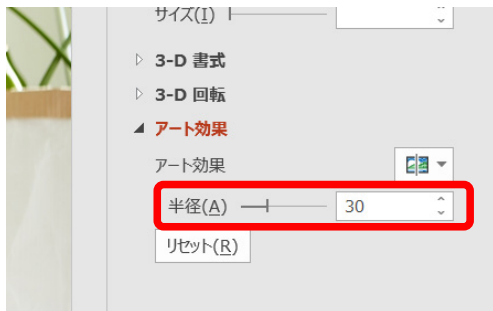 サイズ(I)
3-D 書式
3-D 回転
アート効果
アート効果
半径(A) 30
リセット(R)